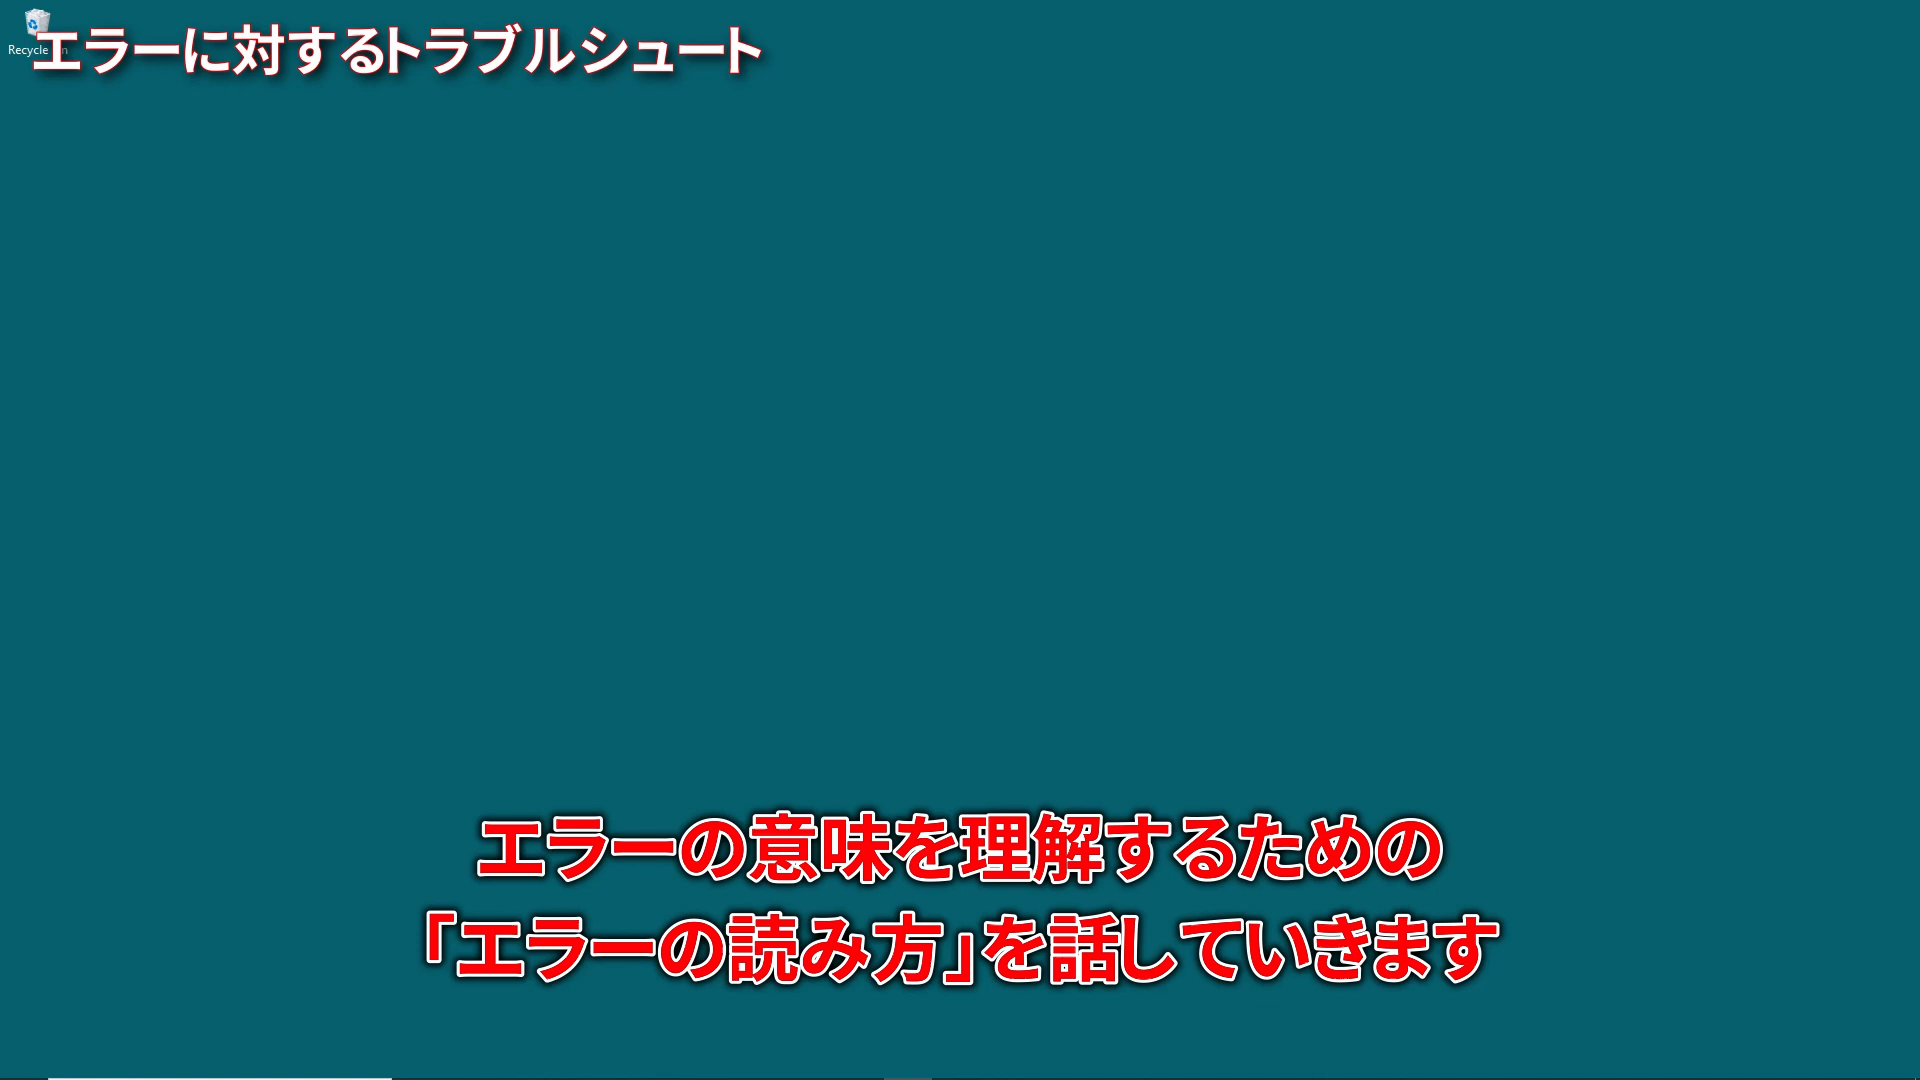 エラーに対するトラブルシュート
Recycle
エラーの意味を理解するための
「エラーの読み方」を話していきます